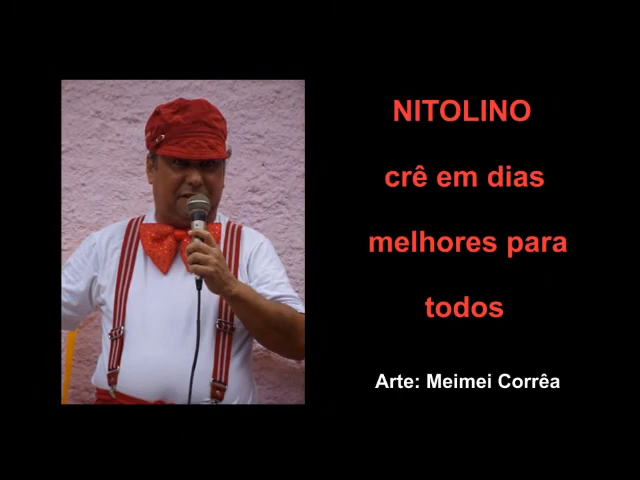 NITOLINO
crê em dias
melhores para
todos
Arte: Meimei Corrêa